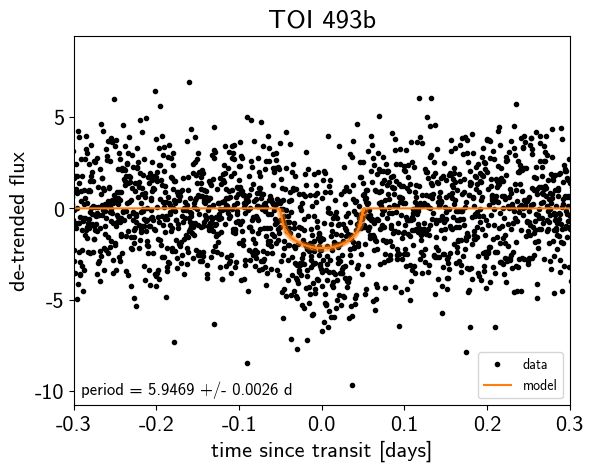 TOI 493b
de-trended flux
5
0
-5
-10
data
model
period = 5.9469 +/- 0.0026 d
-0.3 -0.2 -0.1 0.0 0.1 0.2 0.3
time since transit [days]